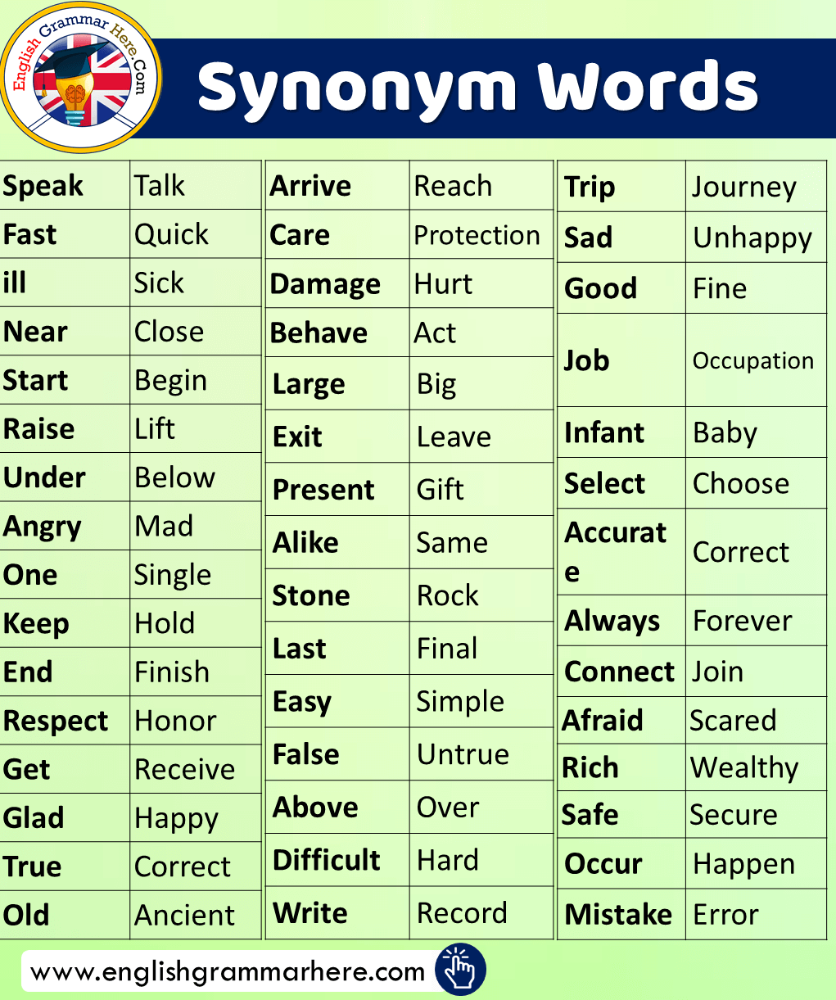 English Grammar Here.Com
Synonym Words
Speak Talk
Fast Quick
ill Sick
Near Close
Start Begin
Raise Lift
Under Below
Angry Mad
One Single
Keep Hold
End Finish
Respect Honor
Get Receive
Glad Happy
True Correct
Old Ancient
Arrive Reach
Care Protection
Damage Hurt
Behave Act
Large Big
Exit Leave
Present Gift
Alike Same
Stone Rock
Last Final
Easy Simple
False Untrue
Above Over
Difficult Hard
Write Record
Trip Journey
Sad Unhappy
Good Fine
Job Occupation
Infant Baby
Select Choose
Accurat
e
Correct
Always Forever
Connect Join
Afraid Scared
Rich Wealthy
Safe Secure
Occur Happen
Mistake Error
www.englishgrammarhere.com